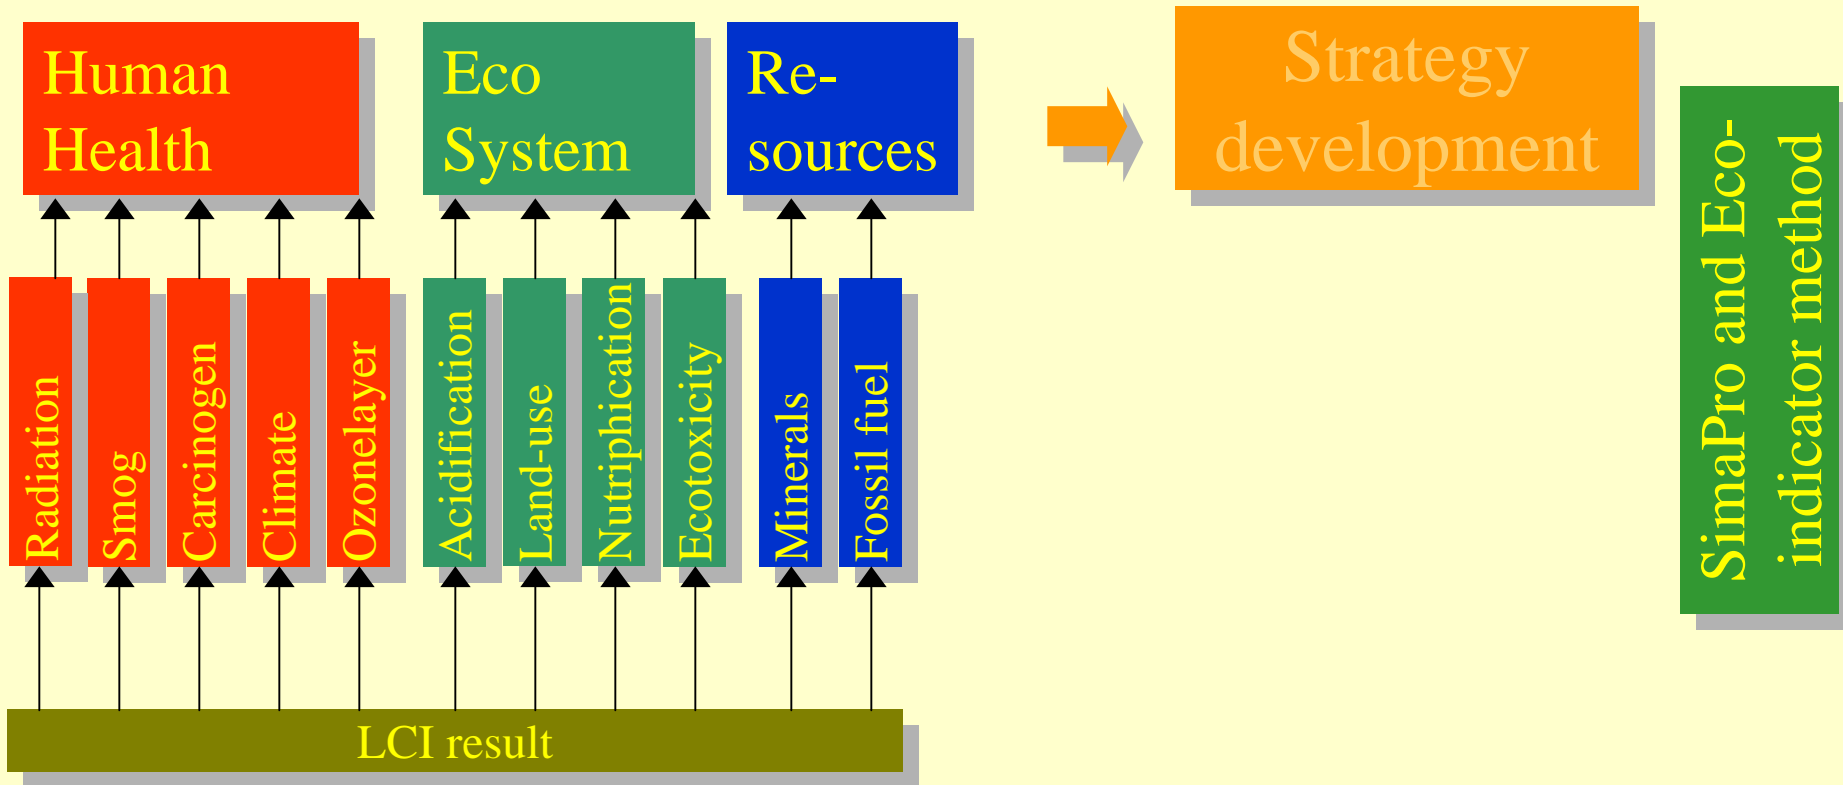 Human
Health
Eco
System
Re-
sources
Strategy
development
SimaPro and Eco-
indicator method
Radiation
Smog
Carcinogen
Climate
Ozonelayer
Acidification
Land-use
Nutriphication
Ecotoxicity
Minerals
Fossil fuel
LCI result